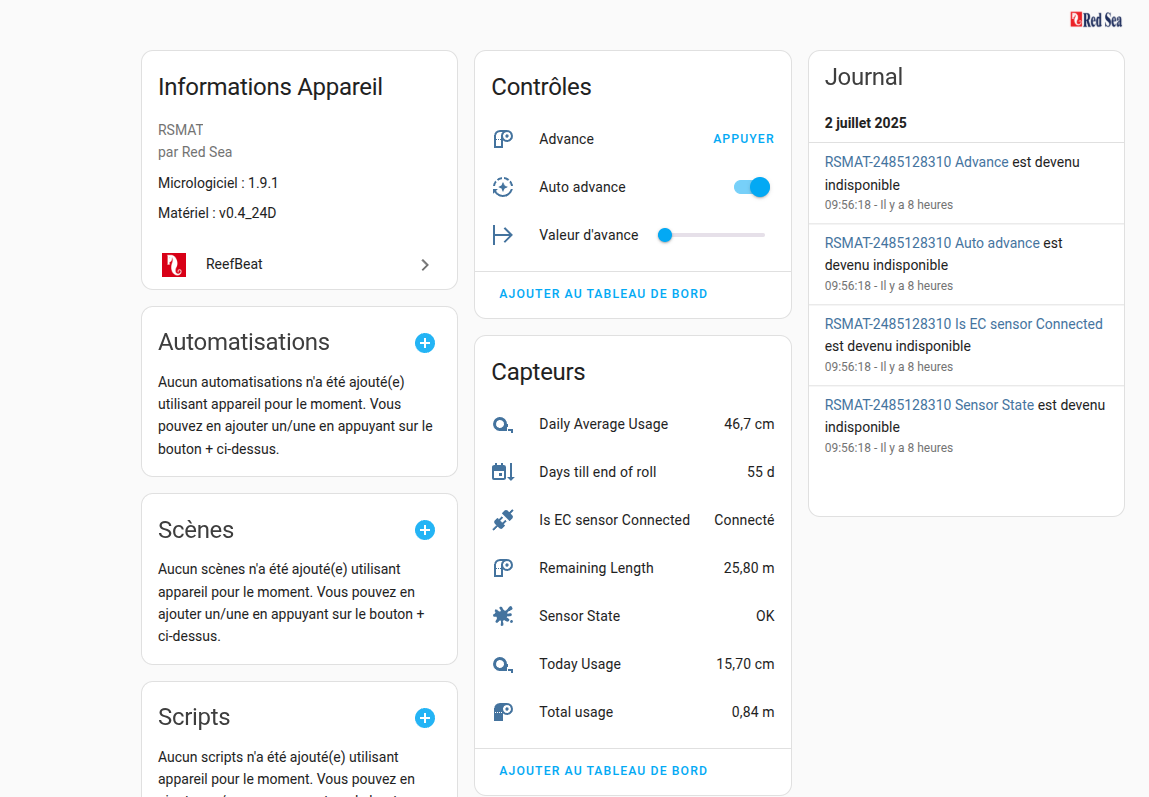 Red Sea
Informations Appareil
RSMAT
par Red Sea
Micrologiciel : 1.9.1
Matériel : v0.4_24D
ReefBeat
Automatisations
Aucun automatisations n'a été ajouté(e)
utilisant appareil pour le moment. Vous
pouvez en ajouter un/une en appuyant sur le
bouton + ci-dessus.
Scènes
Aucun scènes n'a été ajouté(e) utilisant
appareil pour le moment. Vous pouvez en
ajouter un/une en appuyant sur le bouton +
ci-dessus.
Scripts
Aucun scripts n'a été ajouté(e) utilisant
appareil pour le moment. Vous pouvez en
Contrôles
Advance APPUYER
Auto advance
Valeur d'avance
AJOUTER AU TABLEAU DE BORD
Capteurs
Daily Average Usage 46,7 cm
Days till end of roll 55 d
Is EC sensor Connected Connecté
Remaining Length 25,80 m
Sensor State OK
Today Usage 15,70 cm
Total usage 0,84 m
AJOUTER AU TABLEAU DE BORD
Journal
2 juillet 2025
RSMAT-2485128310 Advance est devenu
indisponible
09:56:18 - Il y a 8 heures
RSMAT-2485128310 Auto advance est
devenu indisponible
09:56:18 - Il y a 8 heures
RSMAT-2485128310 Is EC sensor Connected
est devenu indisponible
09:56:18 - Il y a 8 heures
RSMAT-2485128310 Sensor State est devenu
indisponible
09:56:18 - Il y a 8 heures